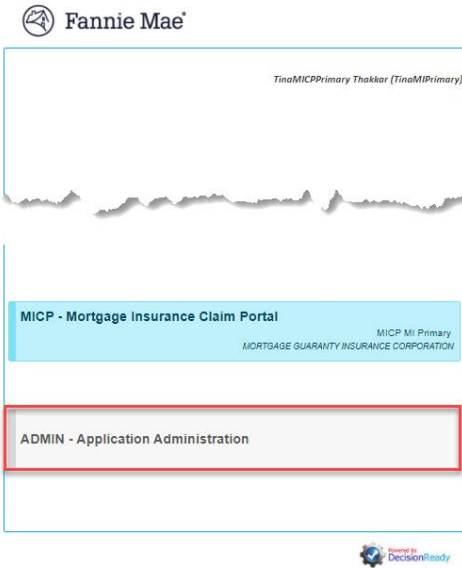 Fannie Mae®
TinaMICPPrimary Thakkar (TinaMIPrimary)
MICP - Mortgage Insurance Claim Portal
MICP MI Primary
MORTGAGE GUARANTY INSURANCE CORPORATION
ADMIN - Application Administration
Powered by
DecisionReady